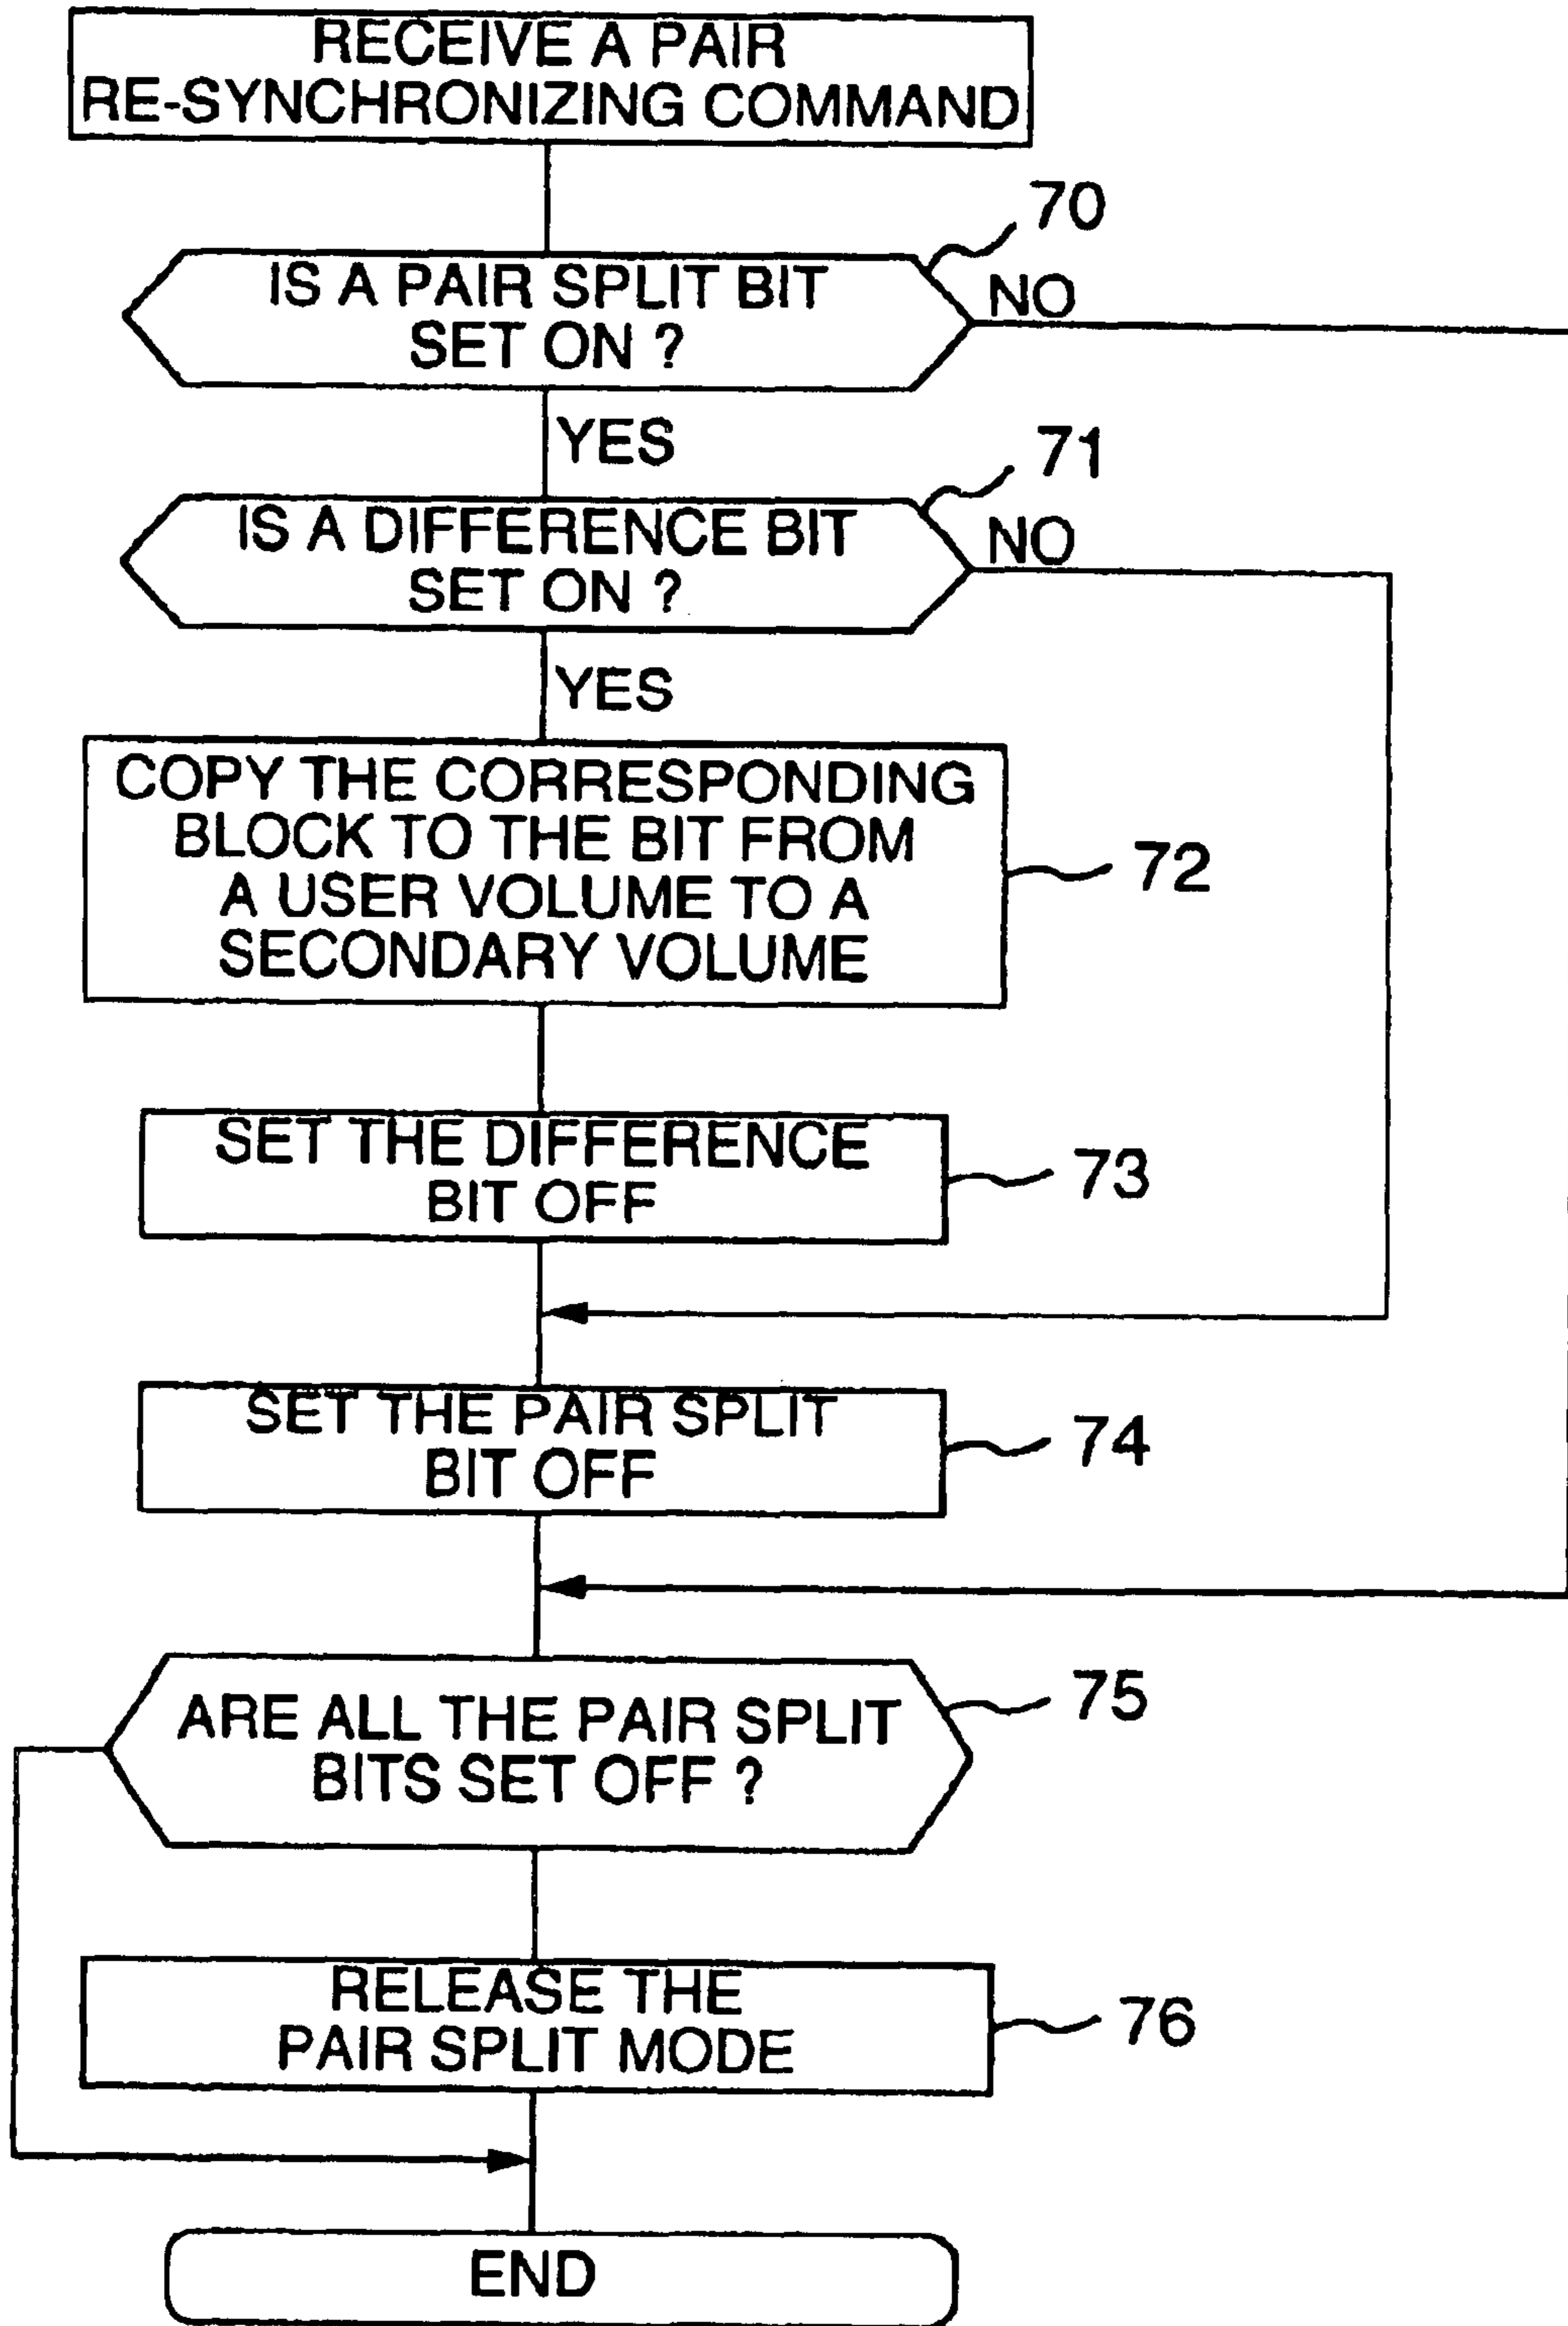 RECEIVE A PAIR
RE-SYNCHRONIZING COMMAND
70
IS A PAIR SPLIT BIT
SET ON ?
NO
YES
71
IS A DIFFERENCE BIT
SET ON ?
NO
YES
COPY THE CORRESPONDING
BLOCK TO THE BIT FROM
A USER VOLUME TO A
SECONDARY VOLUME
72
SET THE DIFFERENCE
BIT OFF
73
SET THE PAIR SPLIT
BIT OFF
74
ARE ALL THE PAIR SPLIT
BITS SET OFF ?
75
RELEASE THE
PAIR SPLIT MODE
76
END